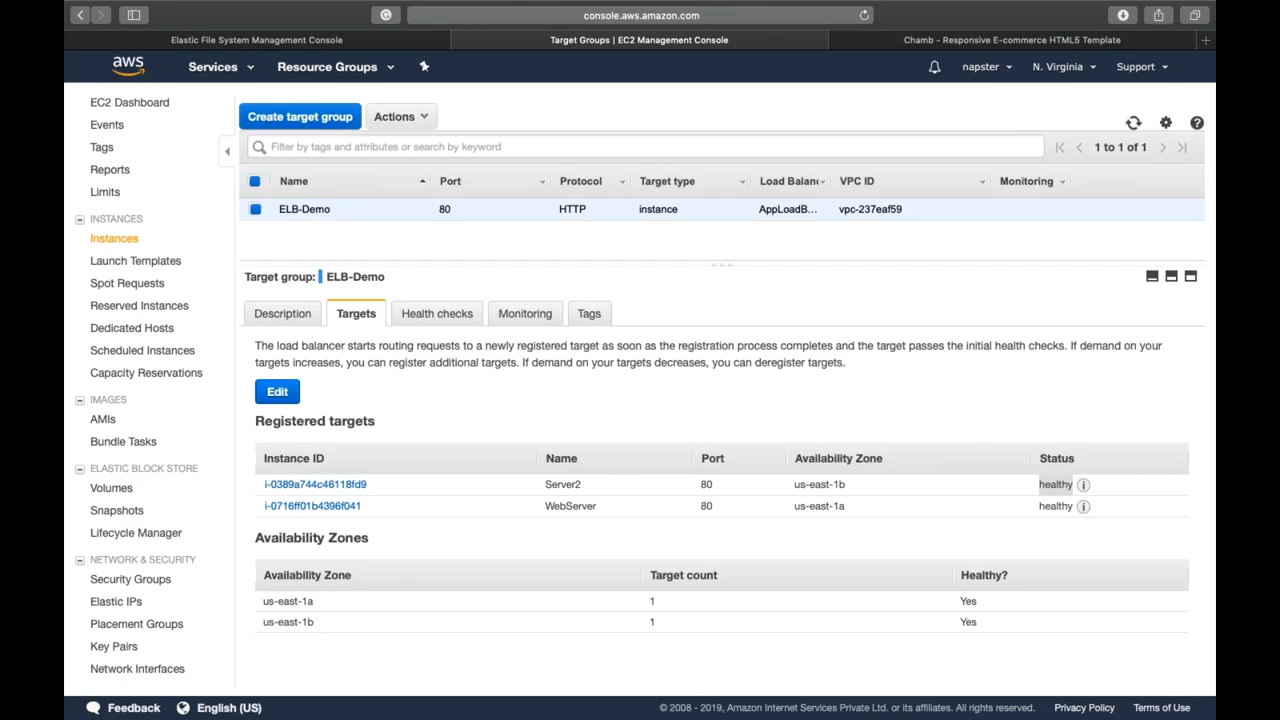 console.aws.amazon.com
Elastic File System Management Console
Target Groups | EC2 Management Console
Chamb - Responsive E-commerce HTML5 Template
aws
Services
Resource Groups
napster
N. Virginia
Support
EC2 Dashboard
Events
Tags
Reports
Limits
INSTANCES
Instances
Launch Templates
Spot Requests
Reserved Instances
Dedicated Hosts
Scheduled Instances
Capacity Reservations
IMAGES
AMIs
Bundle Tasks
ELASTIC BLOCK STORE
Volumes
Snapshots
Lifecycle Manager
NETWORK & SECURITY
Security Groups
Elastic IPs
Placement Groups
Key Pairs
Network Interfaces
Create target group
Actions
Filter by tags and attributes or search by keyword
1 to 1 of 1
Name Port Protocol Target type Load Balan VPC ID Monitoring
ELB-Demo 80 HTTP instance AppLoadB... vpc-237eaf59
Target group: ELB-Demo
Description Targets Health checks Monitoring Tags
The load balancer starts routing requests to a newly registered target as soon as the registration process completes and the target passes the initial health checks. If demand on your
targets increases, you can register additional targets. If demand on your targets decreases, you can deregister targets.
Edit
Registered targets
Instance ID Name Port Availability Zone Status
i-0389a744c46118fd9 Server2 80 us-east-1b healthy
i-0716ff01b4396f041 WebServer 80 us-east-1a healthy
Availability Zones
Availability Zone Target count Healthy?
us-east-1a 1 Yes
us-east-1b 1 Yes
Feedback
English (US)
© 2008 - 2019, Amazon Internet Services Private Ltd. or its affiliates. All rights reserved.
Privacy Policy
Terms of Use